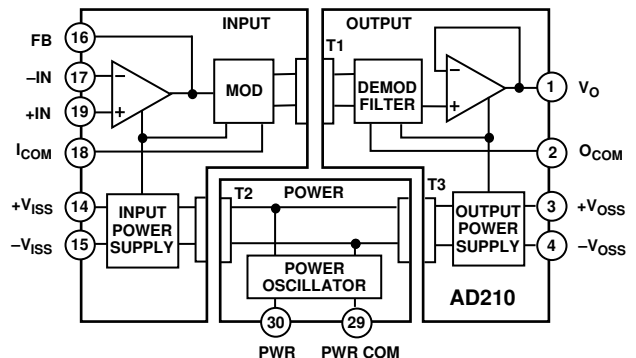 INPUT
OUTPUT
FB
16
T1
–IN
17
–
MOD
DEMOD
FILTER
–
1
VO
+IN
19
+
+
ICOM
18
2
OCOM
T2
POWER
T3
+VISS
14
INPUT
POWER
SUPPLY
OUTPUT
POWER
SUPPLY
3
+VOSS
–VISS
15
4
–VOSS
POWER
OSCILLATOR
AD210
30
29
PWR
PWR COM